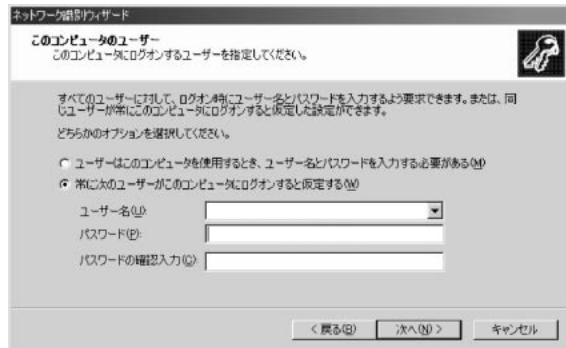 ネットワーク識別ウィザード
このコンピュータのユーザー
このコンピュータにログオンするユーザーを指定してください。
すべてのユーザーに対して、ログオン時にユーザー名とパスワードを入力するよう要求できます。または、同
じユーザーが常にこのコンピュータにログオンすると仮定した設定ができます。
どちらかのオプションを選択してください。
ユーザーはこのコンピュータを使用するとき、ユーザー名とパスワードを入力する必要がある(M)
常に次のユーザーがこのコンピュータにログオンすると仮定する(W)
ユーザー名(U):
パスワード(P):
パスワードの確認入力(C):
< 戻る(B)
次へ(N) >
キャンセル